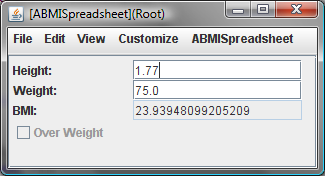 [ABMISpreadsheet](Root)
File Edit View Customize ABMISpreadsheet
Height: 1.77
Weight: 75.0
BMI: 23.93948099205209
Over Weight